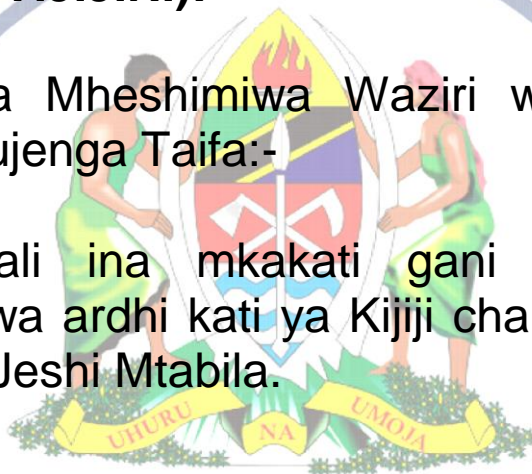 a Mheshimiwa Waziri w
ujenga Taifa:-
ali ina mkakati gani
wa ardhi kati ya Kijiji cha
Jeshi Mtabila.
UHURU NA UMOJA